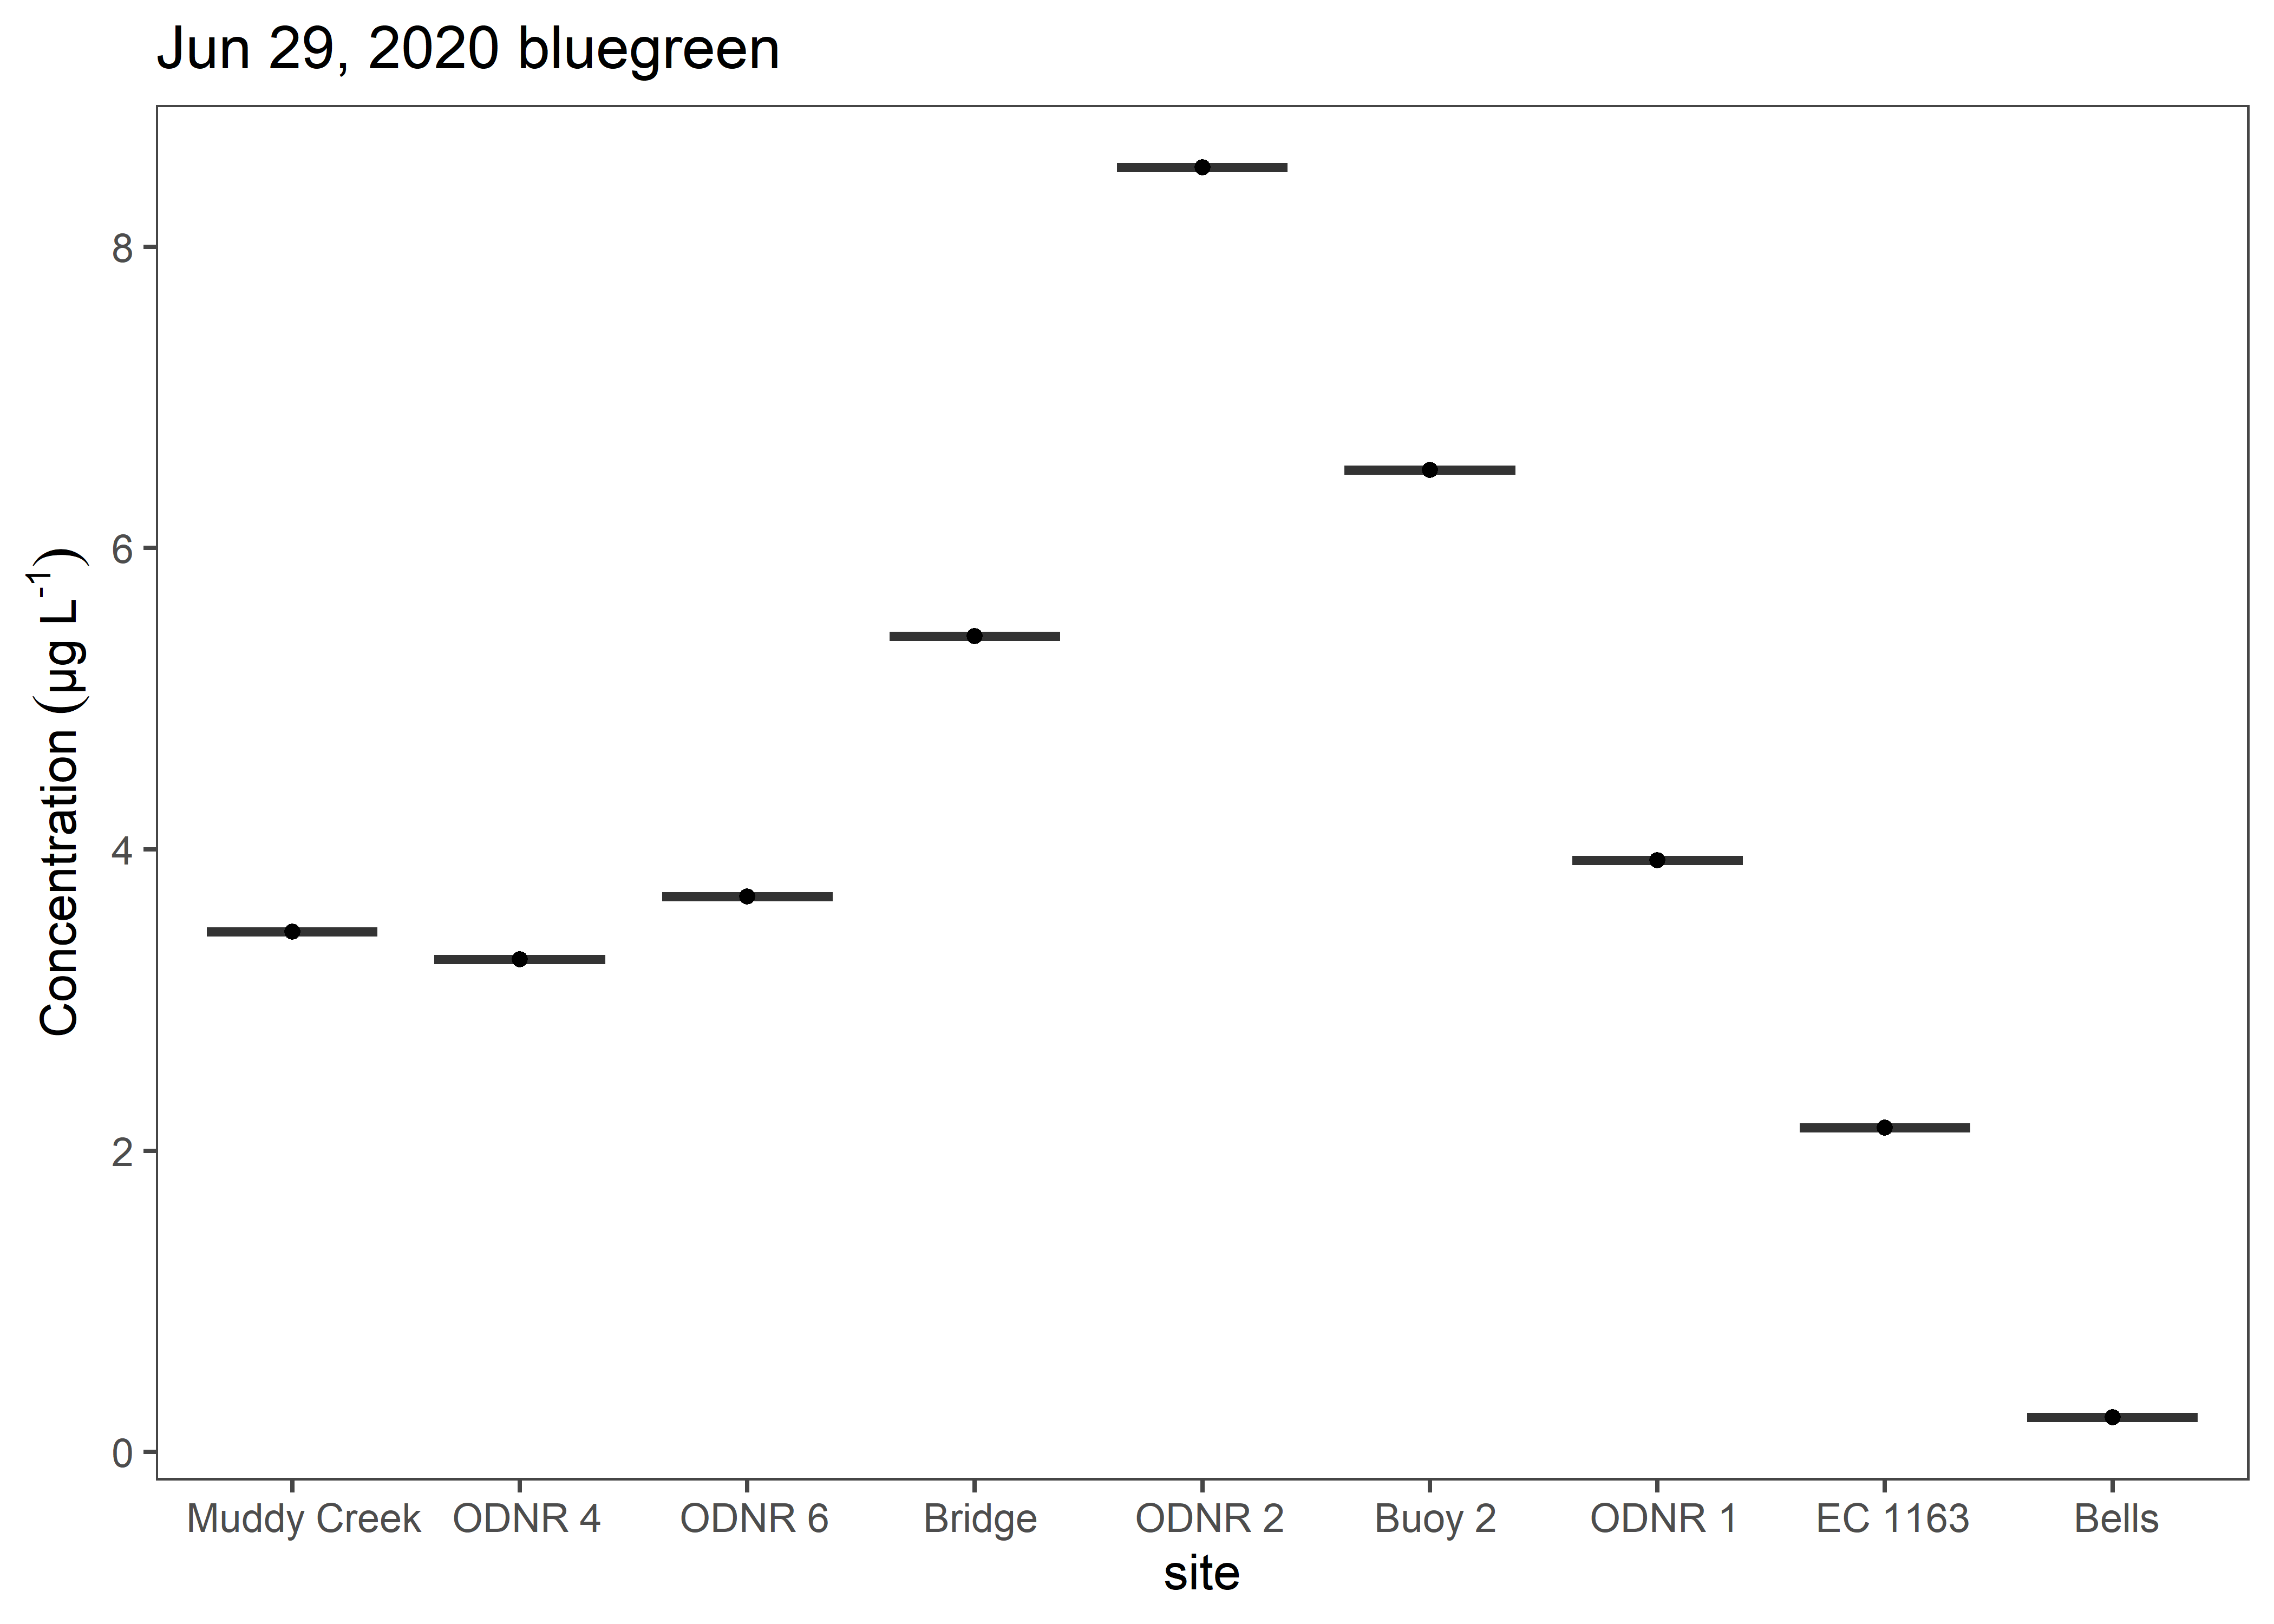 Jun 29, 2020 bluegreen
Concentration (µg L⁻¹)
8
6
4
2
0
Muddy Creek ODNR 4 ODNR 6 Bridge ODNR 2 Buoy 2 ODNR 1 EC 1163 Bells
site